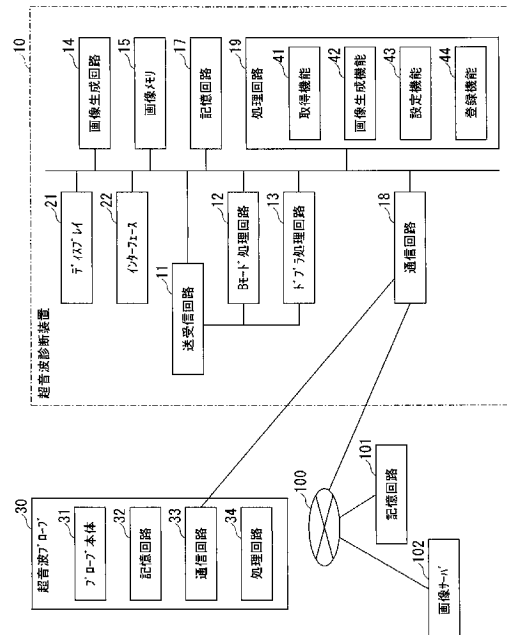 10
14
画像生成回路
15
画像ﾒﾓﾘ
17
記憶回路
19
処理回路
41
取得機能
42
画像生成機能
43
設定機能
44
登録機能
21
ﾃﾞｨｽﾌﾟﾚｲ
22
ｲﾝﾀｰﾌｪｰｽ
11
送受信回路
12
Bﾓｰﾄﾞ処理回路
13
ﾄﾞﾌﾟﾗ処理回路
18
通信回路
超音波診断装置
30
超音波ﾌﾟﾛｰﾌﾞ
31
ﾌﾟﾛｰﾌﾞ本体
32
記憶回路
33
通信回路
34
処理回路
100
101
記憶回路
102
画像ｻｰﾊﾞ